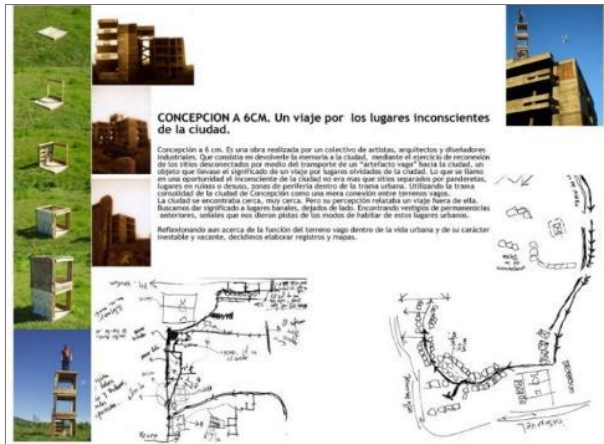 CONCEPCION A 6CM. Un viaje por los lugares inconscientes
de la ciudad.
Concepción a 6 cm. Es una obra realizada por un colectivo de artistas, arquitectos y diseñadores
industriales. Que consistía en devolverle la memoria a la ciudad, mediante el ejercicio de reconexión
de los sitios desconectados por medio del transporte de un "artefacto vago" hacia la ciudad, un
objeto que llevase el significado de un viaje por lugares olvidados de la ciudad. Lo que se llamo
en una oportunidad el inconsciente de la ciudad no era mas que sitios separados por panderetas,
lugares en ruinas o desuso, zonas de periferia dentro de la trama urbana. Utilizando la trama
consolidada de la ciudad de Concepción como una mera conexión entre terrenos vagos.
La ciudad se encontraba cerca, muy cerca. Pero su percepción relataba un viaje fuera de ella.
Buscamos dar significado a lugares banales, dejados de lado. Encontrando vestigios de permanencias
anteriores, señales que nos dieron pistas de los modos de habitar de estos lugares urbanos.
Reflexionando aun acerca de la función del terreno vago dentro de la vida urbana y de su carácter
inestable y vacante, decidimos elaborar registros y mapas.